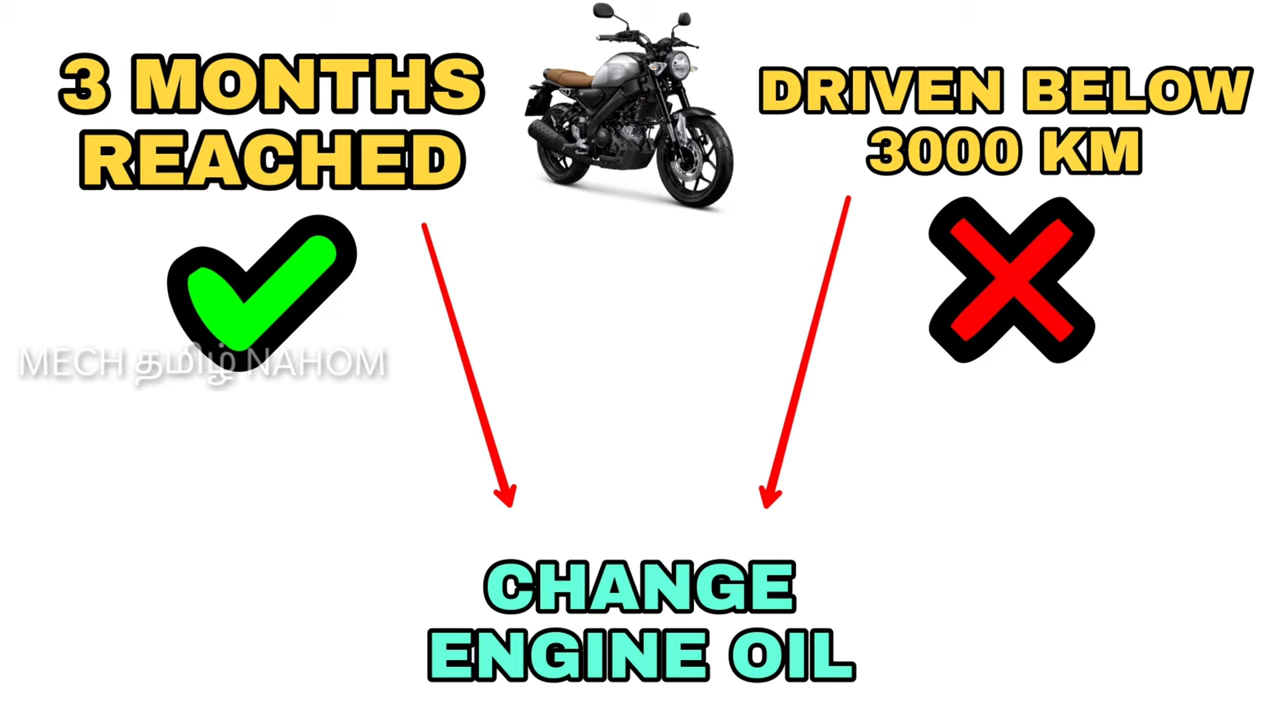 3 MONTHS
REACHED
DRIVEN BELOW
3000 KM
MECH தமிழ் NAHOM
CHANGE
ENGINE OIL